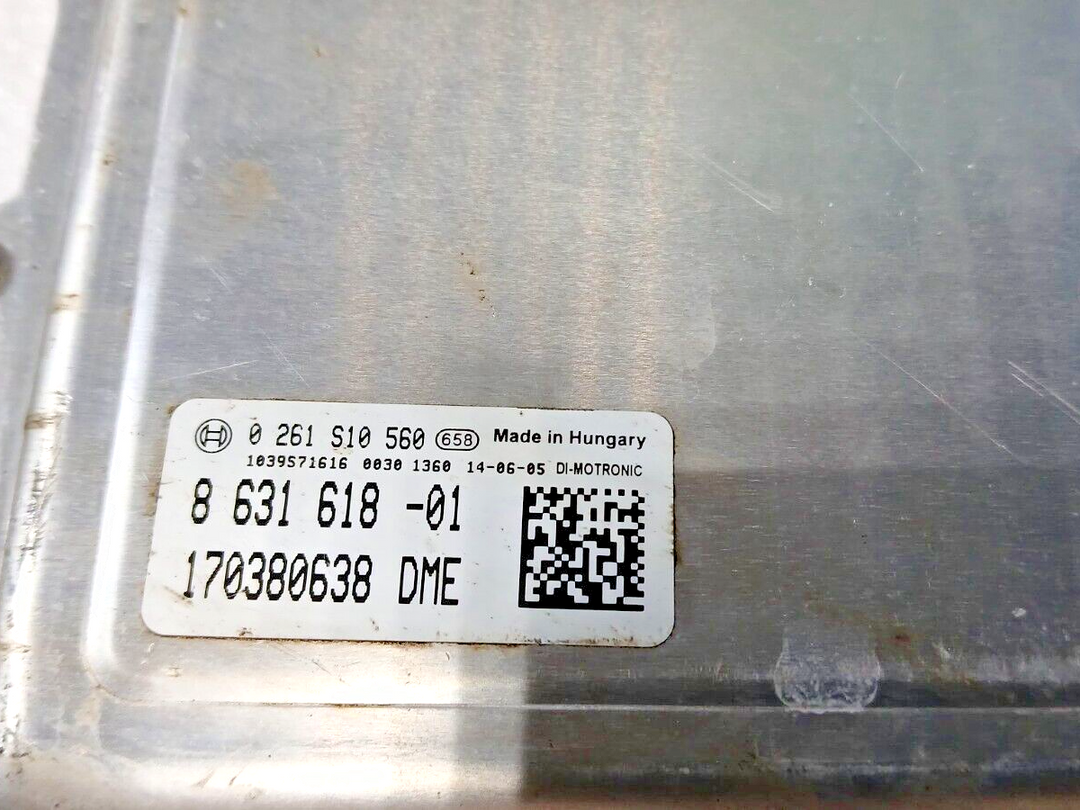 0 261 S10 560 658 Made in Hungary
1039S71616 0030 1360 14-06-05 DI-MOTRONIC
8 631 618 -01
170380638 DME